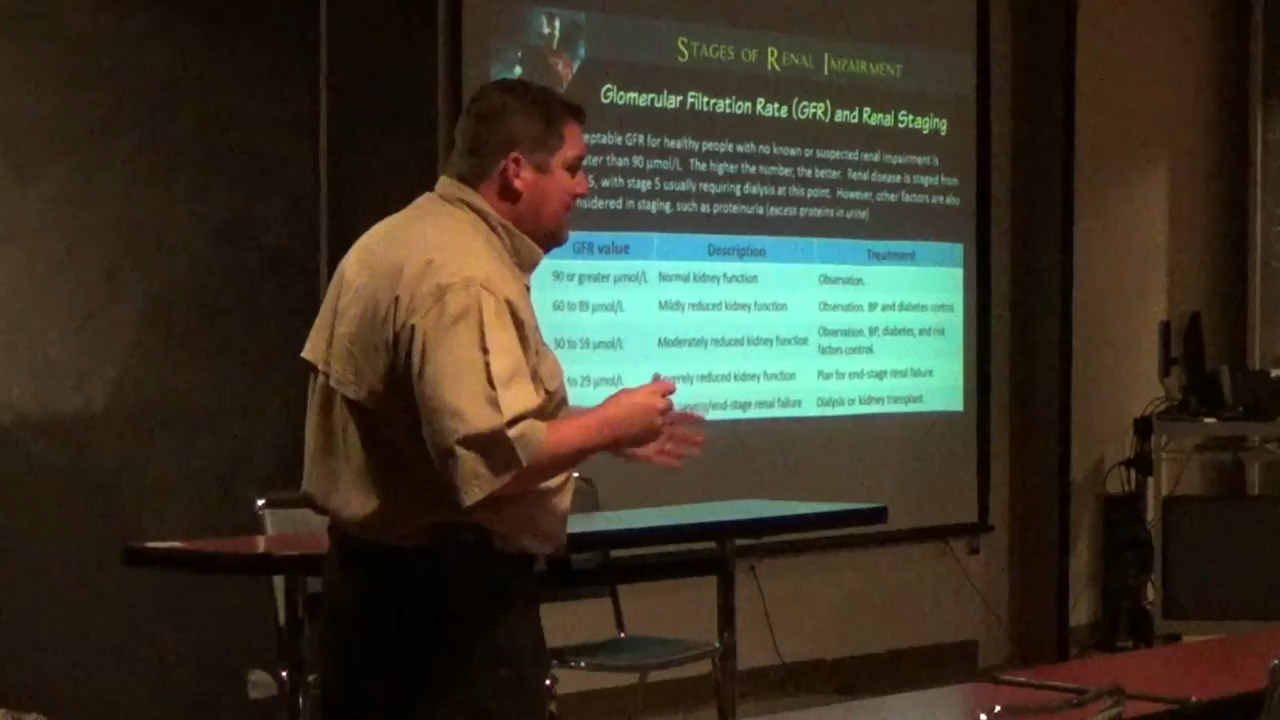 STAGES OF RENAL IMPAIRMENT
Glomerular Filtration Rate (GFR) and Renal Staging
eptable GFR for healthy people with no known or suspected renal impairment is
ter than 90 µmol/L. The higher the number, the better. Renal disease is staged from
5, with stage 5 usually requiring dialysis at this point. However, other factors are also
nsidered in staging, such as proteinuria (excess proteins in urine)
GFR value Description Treatment
90 or greater µmol/L Normal kidney function Observation.
60 to 89 µmol/L Mildly reduced kidney function Observation. BP and diabetes control.
30 to 59 µmol/L Moderately reduced kidney function Observation. BP, diabetes, and risk
factors control.
to 29 µmol/L Severely reduced kidney function Plan for end-stage renal failure.
/end-stage renal failure Dialysis or kidney transplant.